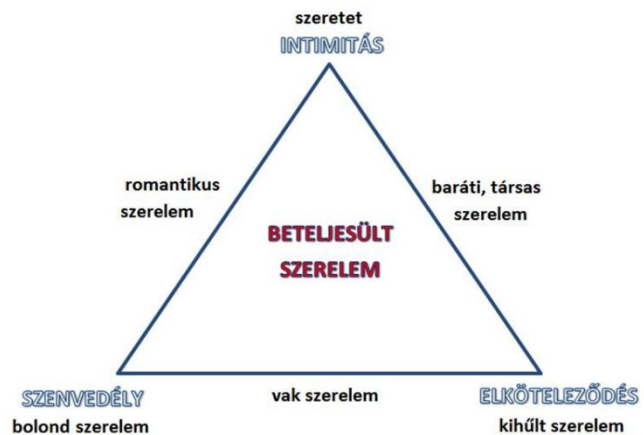 szeretet
INTIMITÁS
romantikus
szerelem
baráti, társas
szerelem
BETELJESÜLT
SZERELEM
SZENVEDÉLY
bolond szerelem
vak szerelem
ELKÖTELEZŐDÉS
kihűlt szerelem